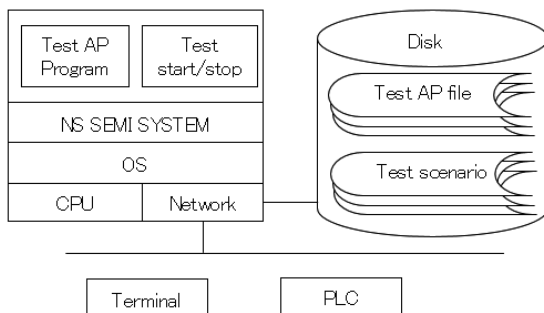 Test AP
Program
Test
start/stop
NS SEMI SYSTEM
OS
CPU
Network
Disk
Test AP file
Test scenario
Terminal
PLC